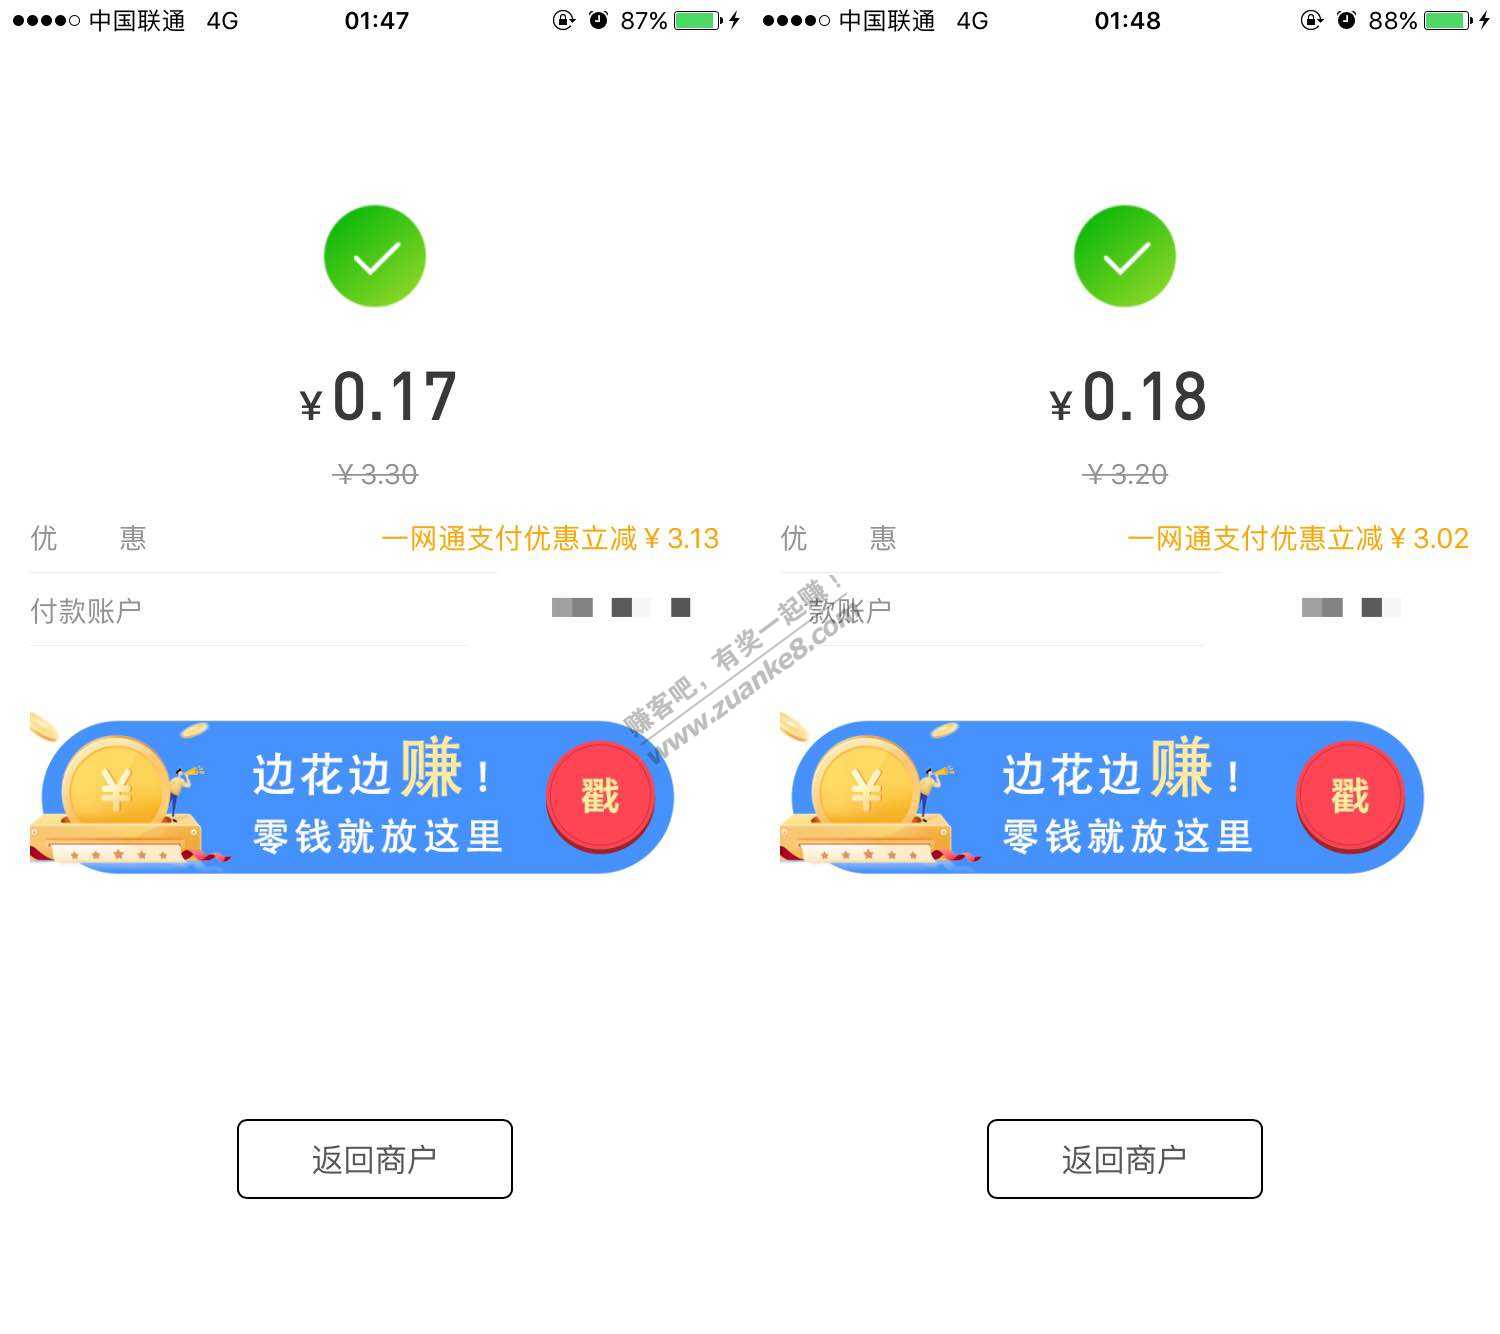 中国联通 4G 01:47 87%
¥0.17
¥3.30
优 惠 一网通支付优惠立减¥3.13
付款账户
边花边赚!
零钱就放这里
戳
返回商户
中国联通 4G 01:48 88%
¥0.18
¥3.20
优 惠 一网通支付优惠立减¥3.02
款账户
边花边赚!
零钱就放这里
戳
返回商户
赚客吧,有奖一起赚!
www.zuanke8.com